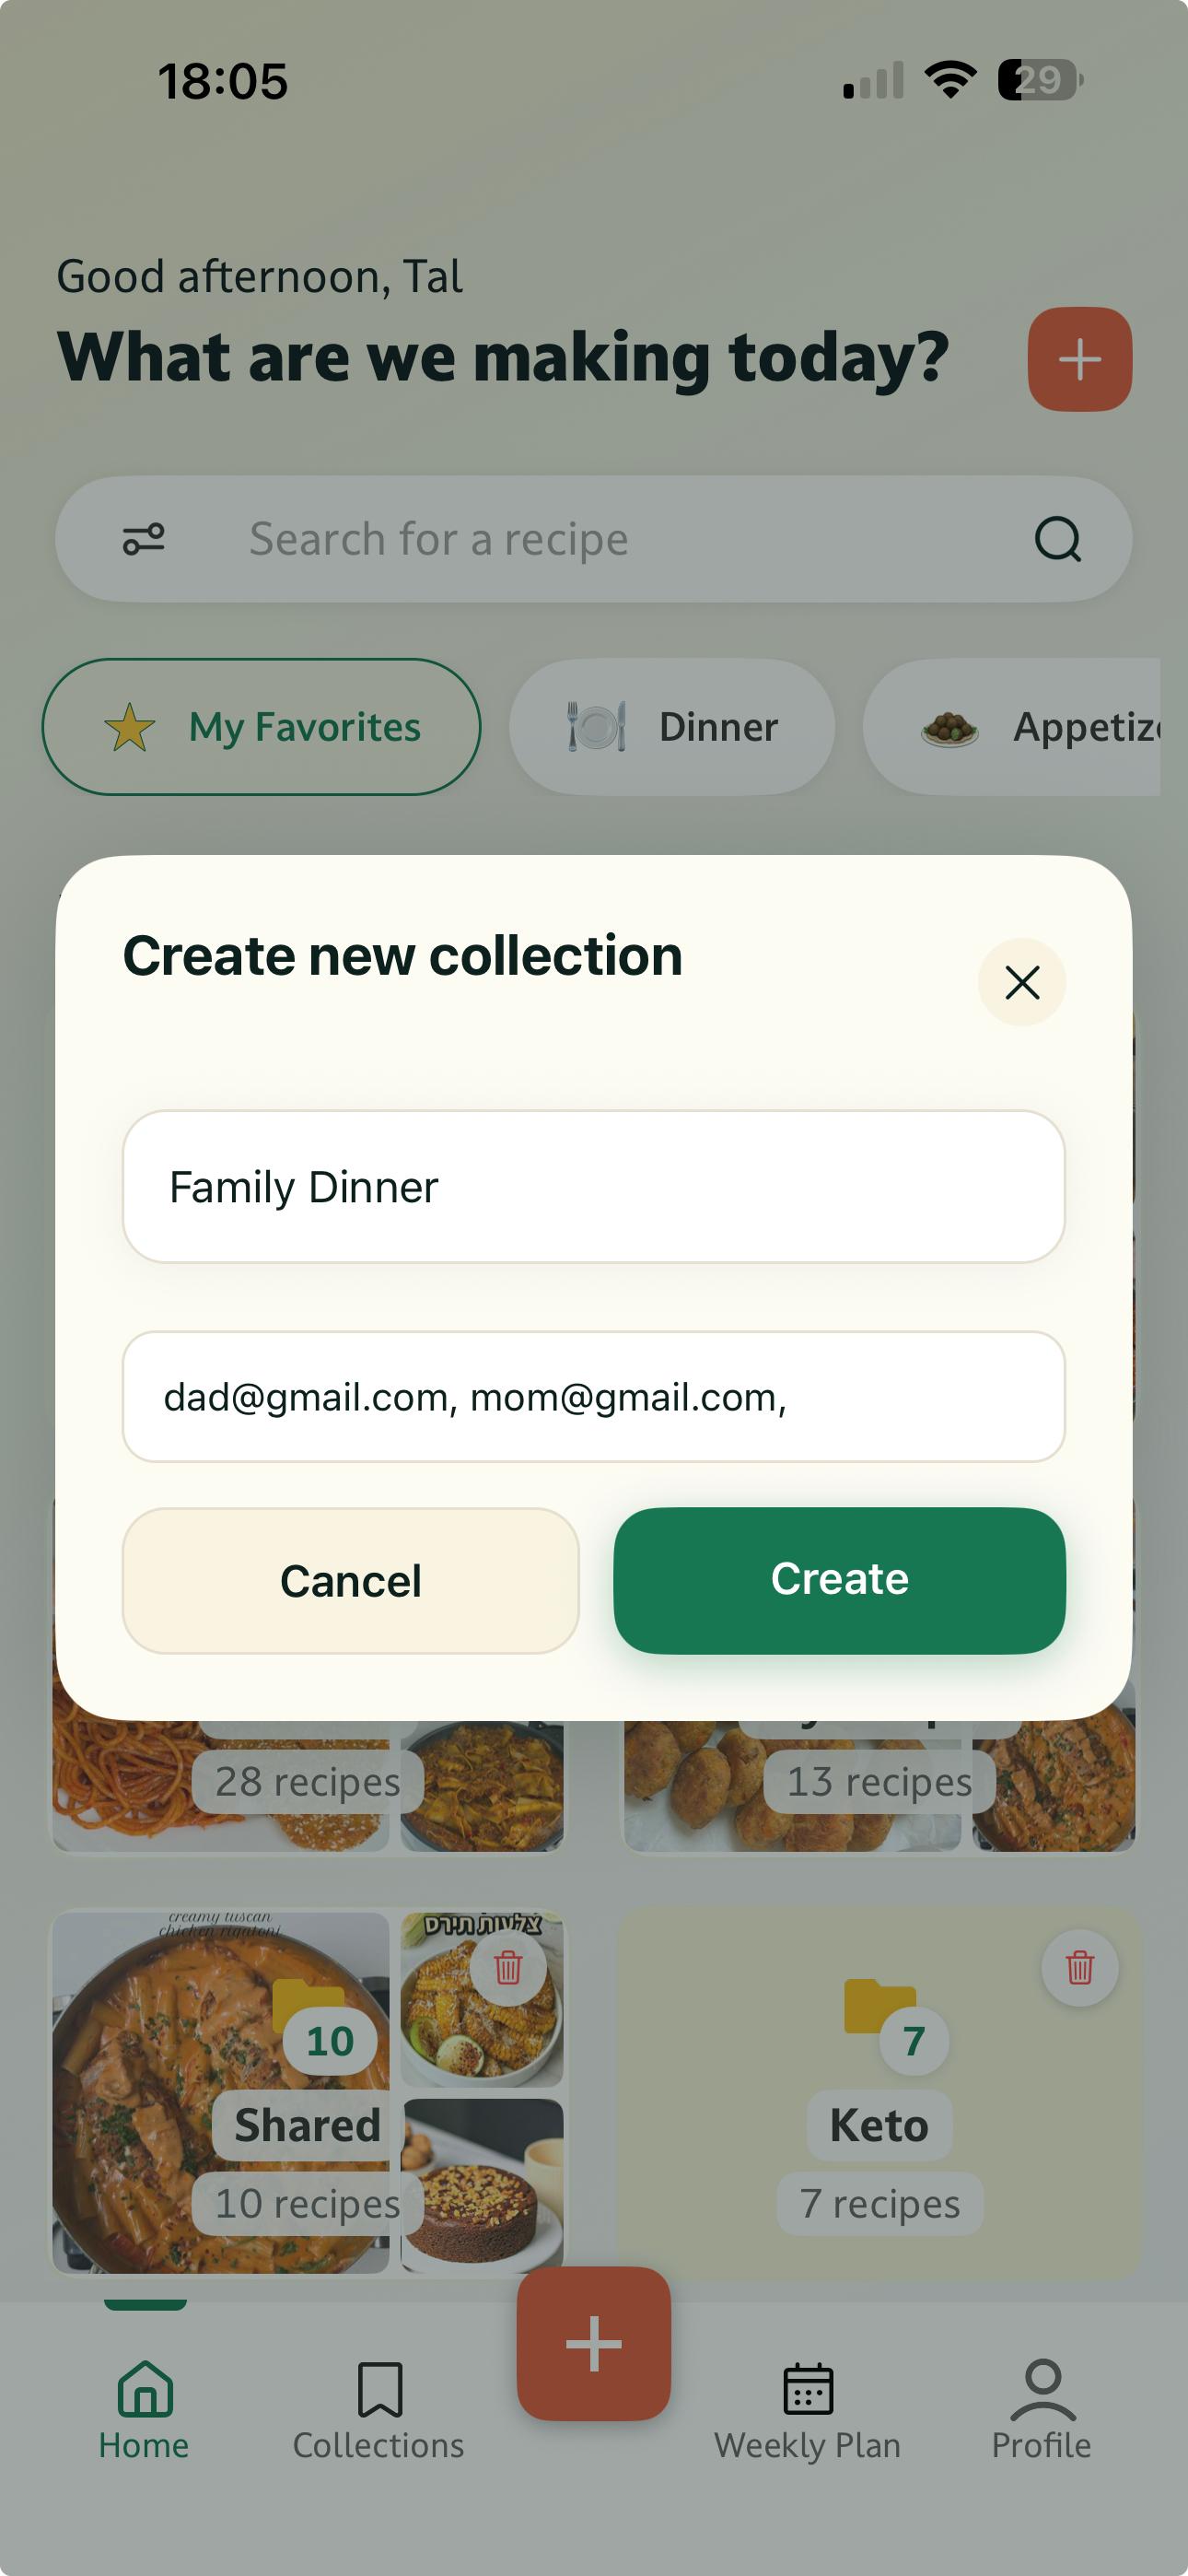 18:05
29
Good afternoon, Tal
What are we making today?
Search for a recipe
My Favorites
Dinner
Create new collection
Family Dinner
dad@gmail.com, mom@gmail.com,
Cancel
Create
28 recipes
13 recipes
creamy tuscan
chicken rigatoni
צלעות תירס
10
7
Shared
Keto
10 recipes
7 recipes
Home
Collections
Weekly Plan
Profile